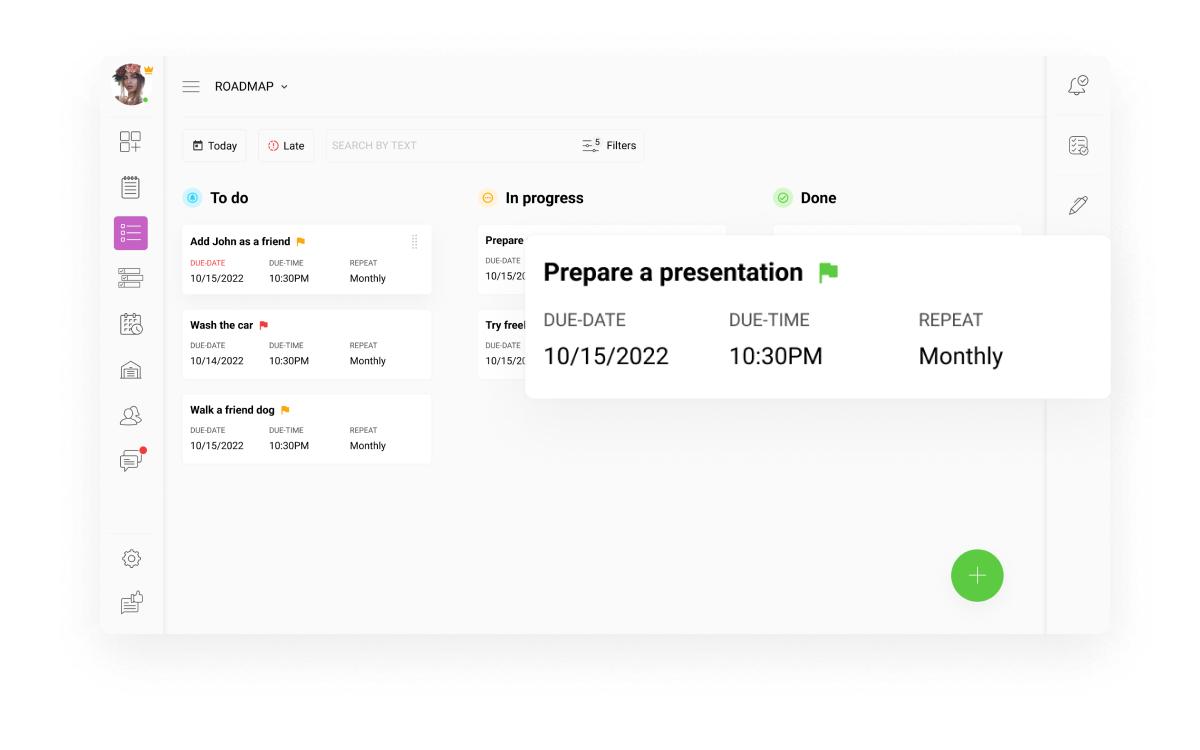 ROADMAP
Today
Late
SEARCH BY TEXT
5
Filters
To do
Add John as a friend
DUE-DATE DUE-TIME REPEAT
10/15/2022 10:30PM Monthly
Wash the car
DUE-DATE DUE-TIME REPEAT
10/14/2022 10:30PM Monthly
Walk a friend dog
DUE-DATE DUE-TIME REPEAT
10/15/2022 10:30PM Monthly
In progress
Prepare
DUE-DATE
10/15/20
Try
DUE-DATE
10/15/20
Done
Prepare a presentation
DUE-DATE DUE-TIME REPEAT
10/15/2022 10:30PM Monthly